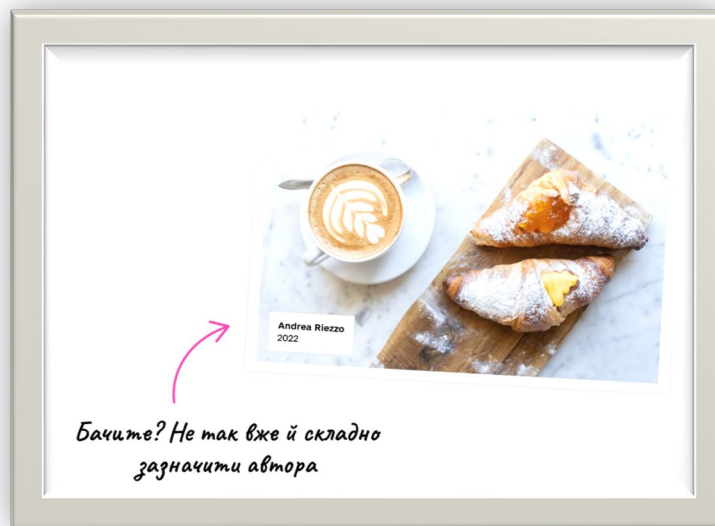 Andrea Riezzo
2022
Бачите? Не так вже й складно
зазначити автора